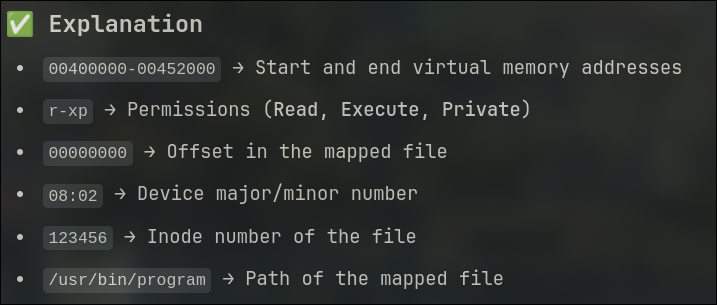 ✅ Explanation
• 00400000-00452000 → Start and end virtual memory addresses
• r-xp → Permissions (Read, Execute, Private)
• 00000000 → Offset in the mapped file
• 08:02 → Device major/minor number
• 123456 → Inode number of the file
• /usr/bin/program → Path of the mapped file